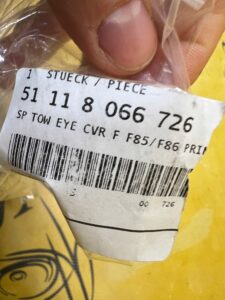 1 STUECK / PIECE
51 11 8 066 726
SP TOW EYE CVR F F85/F86 PRI
00 726